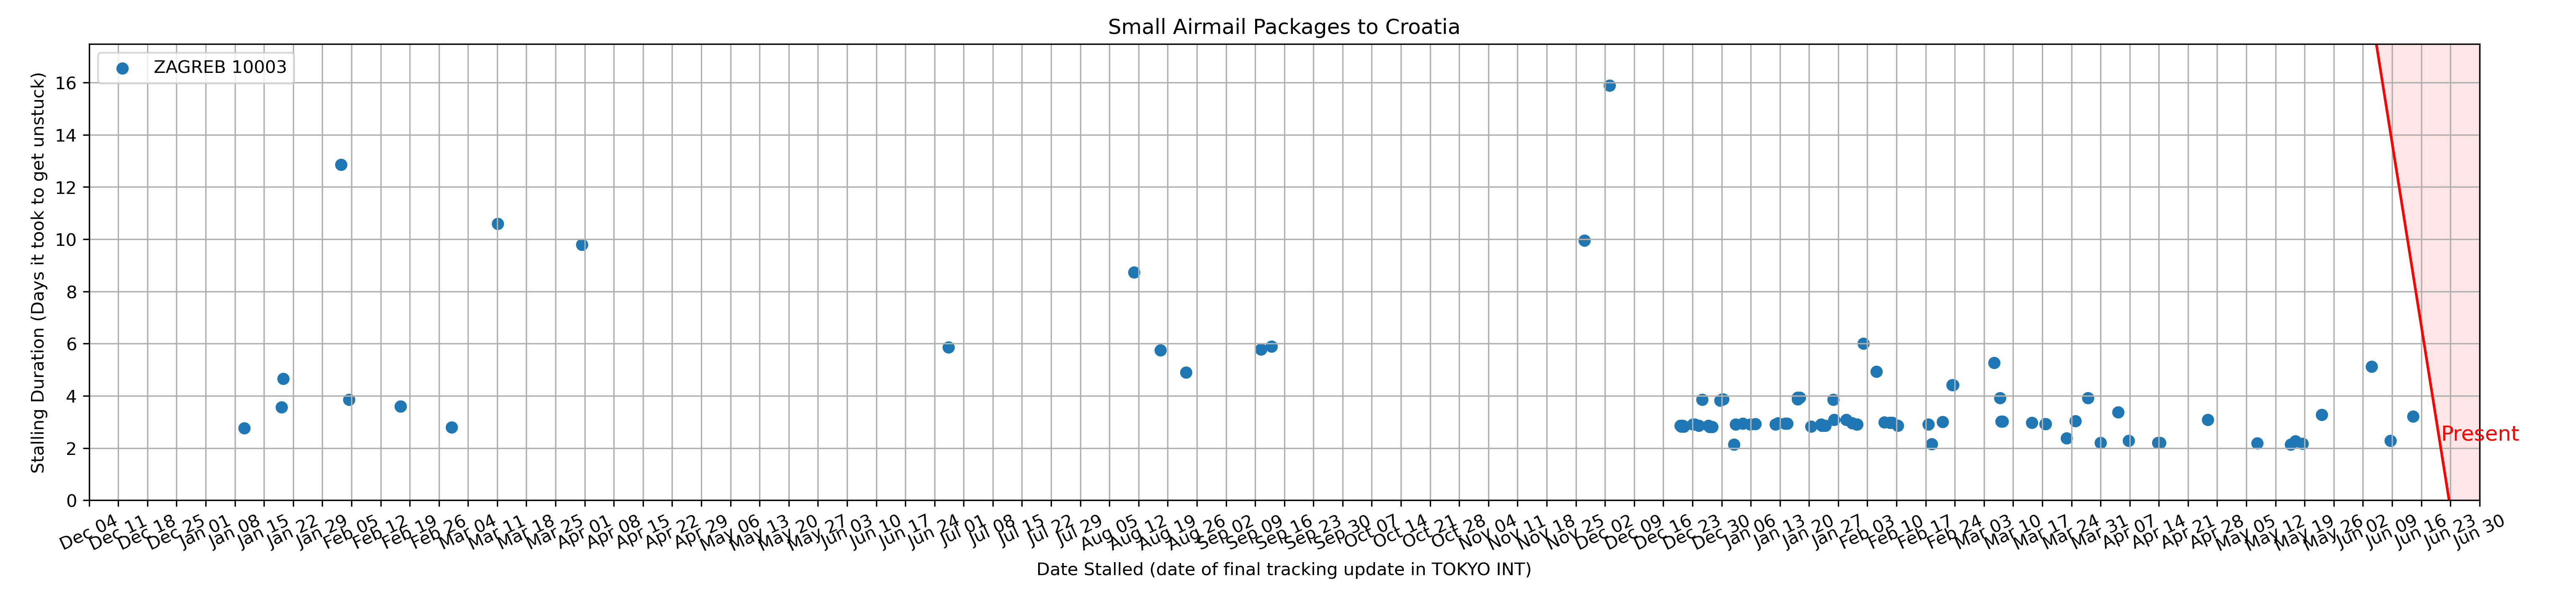 Small Airmail Packages to Croatia
ZAGREB 10003
Stalling Duration (Days it took to get unstuck)
16
14
12
10
8
6
4
2
0
Present
Dec 04 Dec 11 Dec 18 Dec 25 Jan 01 Jan 08 Jan 15 Jan 22 Jan 29 Feb 05 Feb 12 Feb 19 Feb 26 Mar 04 Mar 11 Mar 18 Mar 25 Apr 01 Apr 08 Apr 15 Apr 22 Apr 29 May 06 May 13 May 20 May 27 Jun 03 Jun 10 Jun 17 Jun 24 Jul 01 Jul 08 Jul 15 Jul 22 Jul 29 Aug 05 Aug 12 Aug 19 Aug 26 Sep 02 Sep 09 Sep 16 Sep 23 Sep 30 Oct 07 Oct 14 Oct 21 Oct 28 Nov 04 Nov 11 Nov 18 Nov 25 Dec 02 Dec 09 Dec 16 Dec 23 Dec 30 Jan 06 Jan 13 Jan 20 Jan 27 Feb 03 Feb 10 Feb 17 Feb 24 Mar 03 Mar 10 Mar 17 Mar 24 Mar 31 Apr 07 Apr 14 Apr 21 Apr 28 May 05 May 12 May 19 May 26 Jun 02 Jun 09 Jun 16 Jun 23 Jun 30
Date Stalled (date of final tracking update in TOKYO INT)